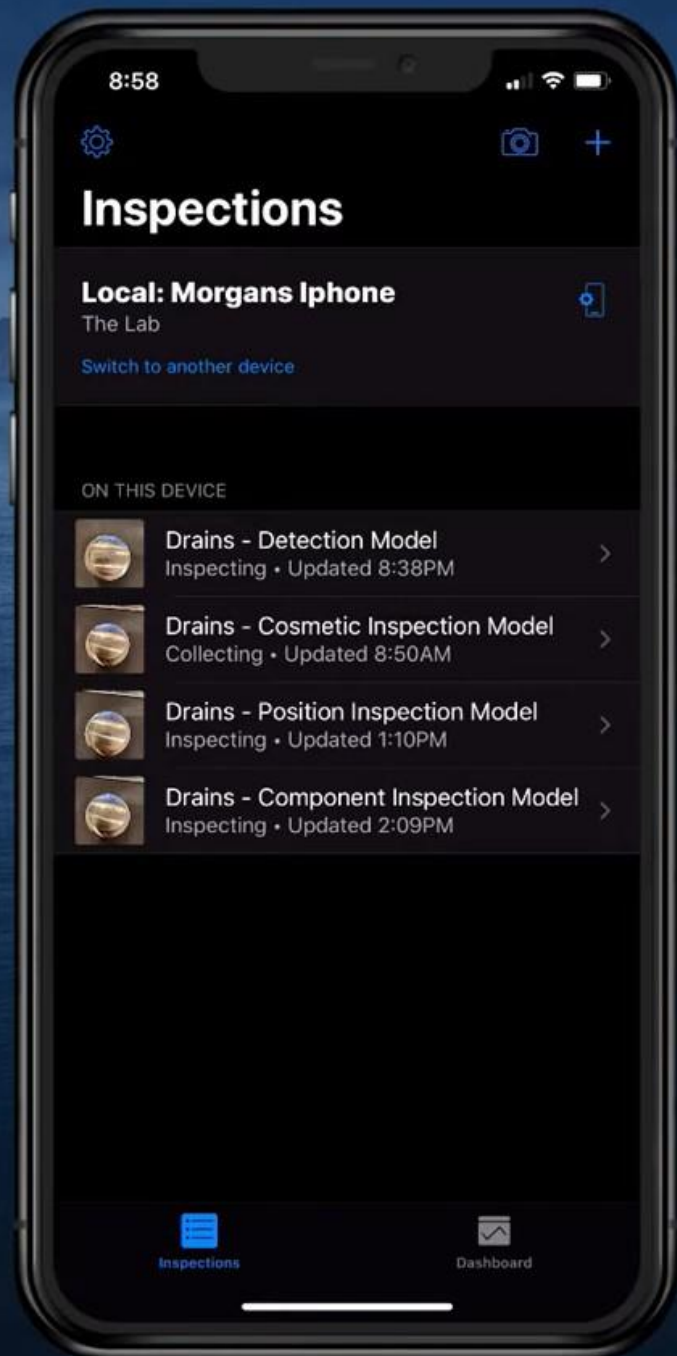 8:58
Inspections
Local: Morgans Iphone
The Lab
Switch to another device
ON THIS DEVICE
Drains - Detection Model
Inspecting • Updated 8:38PM
Drains - Cosmetic Inspection Model
Collecting • Updated 8:50AM
Drains - Position Inspection Model
Inspecting • Updated 1:10PM
Drains - Component Inspection Model
Inspecting • Updated 2:09PM
Inspections
Dashboard